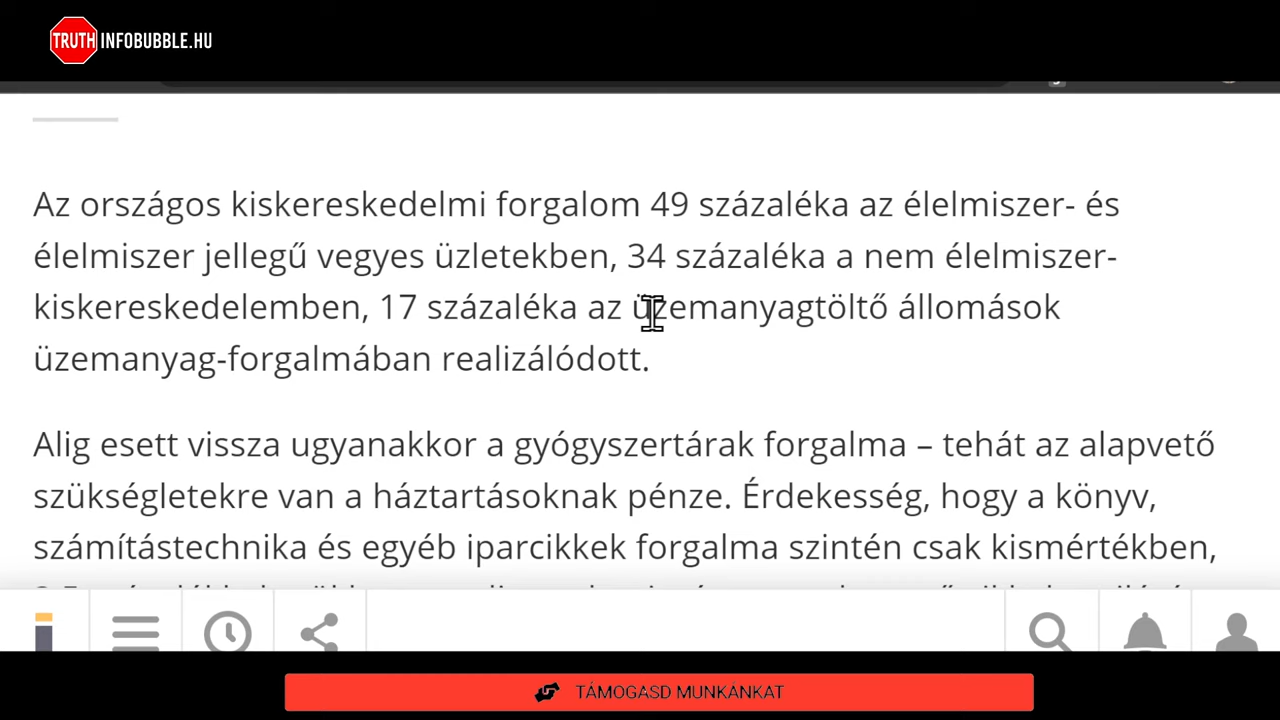 TRUTH INFOBUBBLE.HU
Az országos kiskereskedelmi forgalom 49 százaléka az élelmiszer- és
élelmiszer jellegű vegyes üzletekben, 34 százaléka a nem élelmiszer-
kiskereskedelemben, 17 százaléka az üzemanyagtöltő állomások
üzemanyag-forgalmában realizálódott.
Alig esett vissza ugyanakkor a gyógyszertárak forgalma – tehát az alapvető
szükségletekre van a háztartásoknak pénze. Érdekesség, hogy a könyv,
számítástechnika és egyéb iparcikkek forgalma szintén csak kismértékben,
TÁMOGASD MUNKÁNKAT